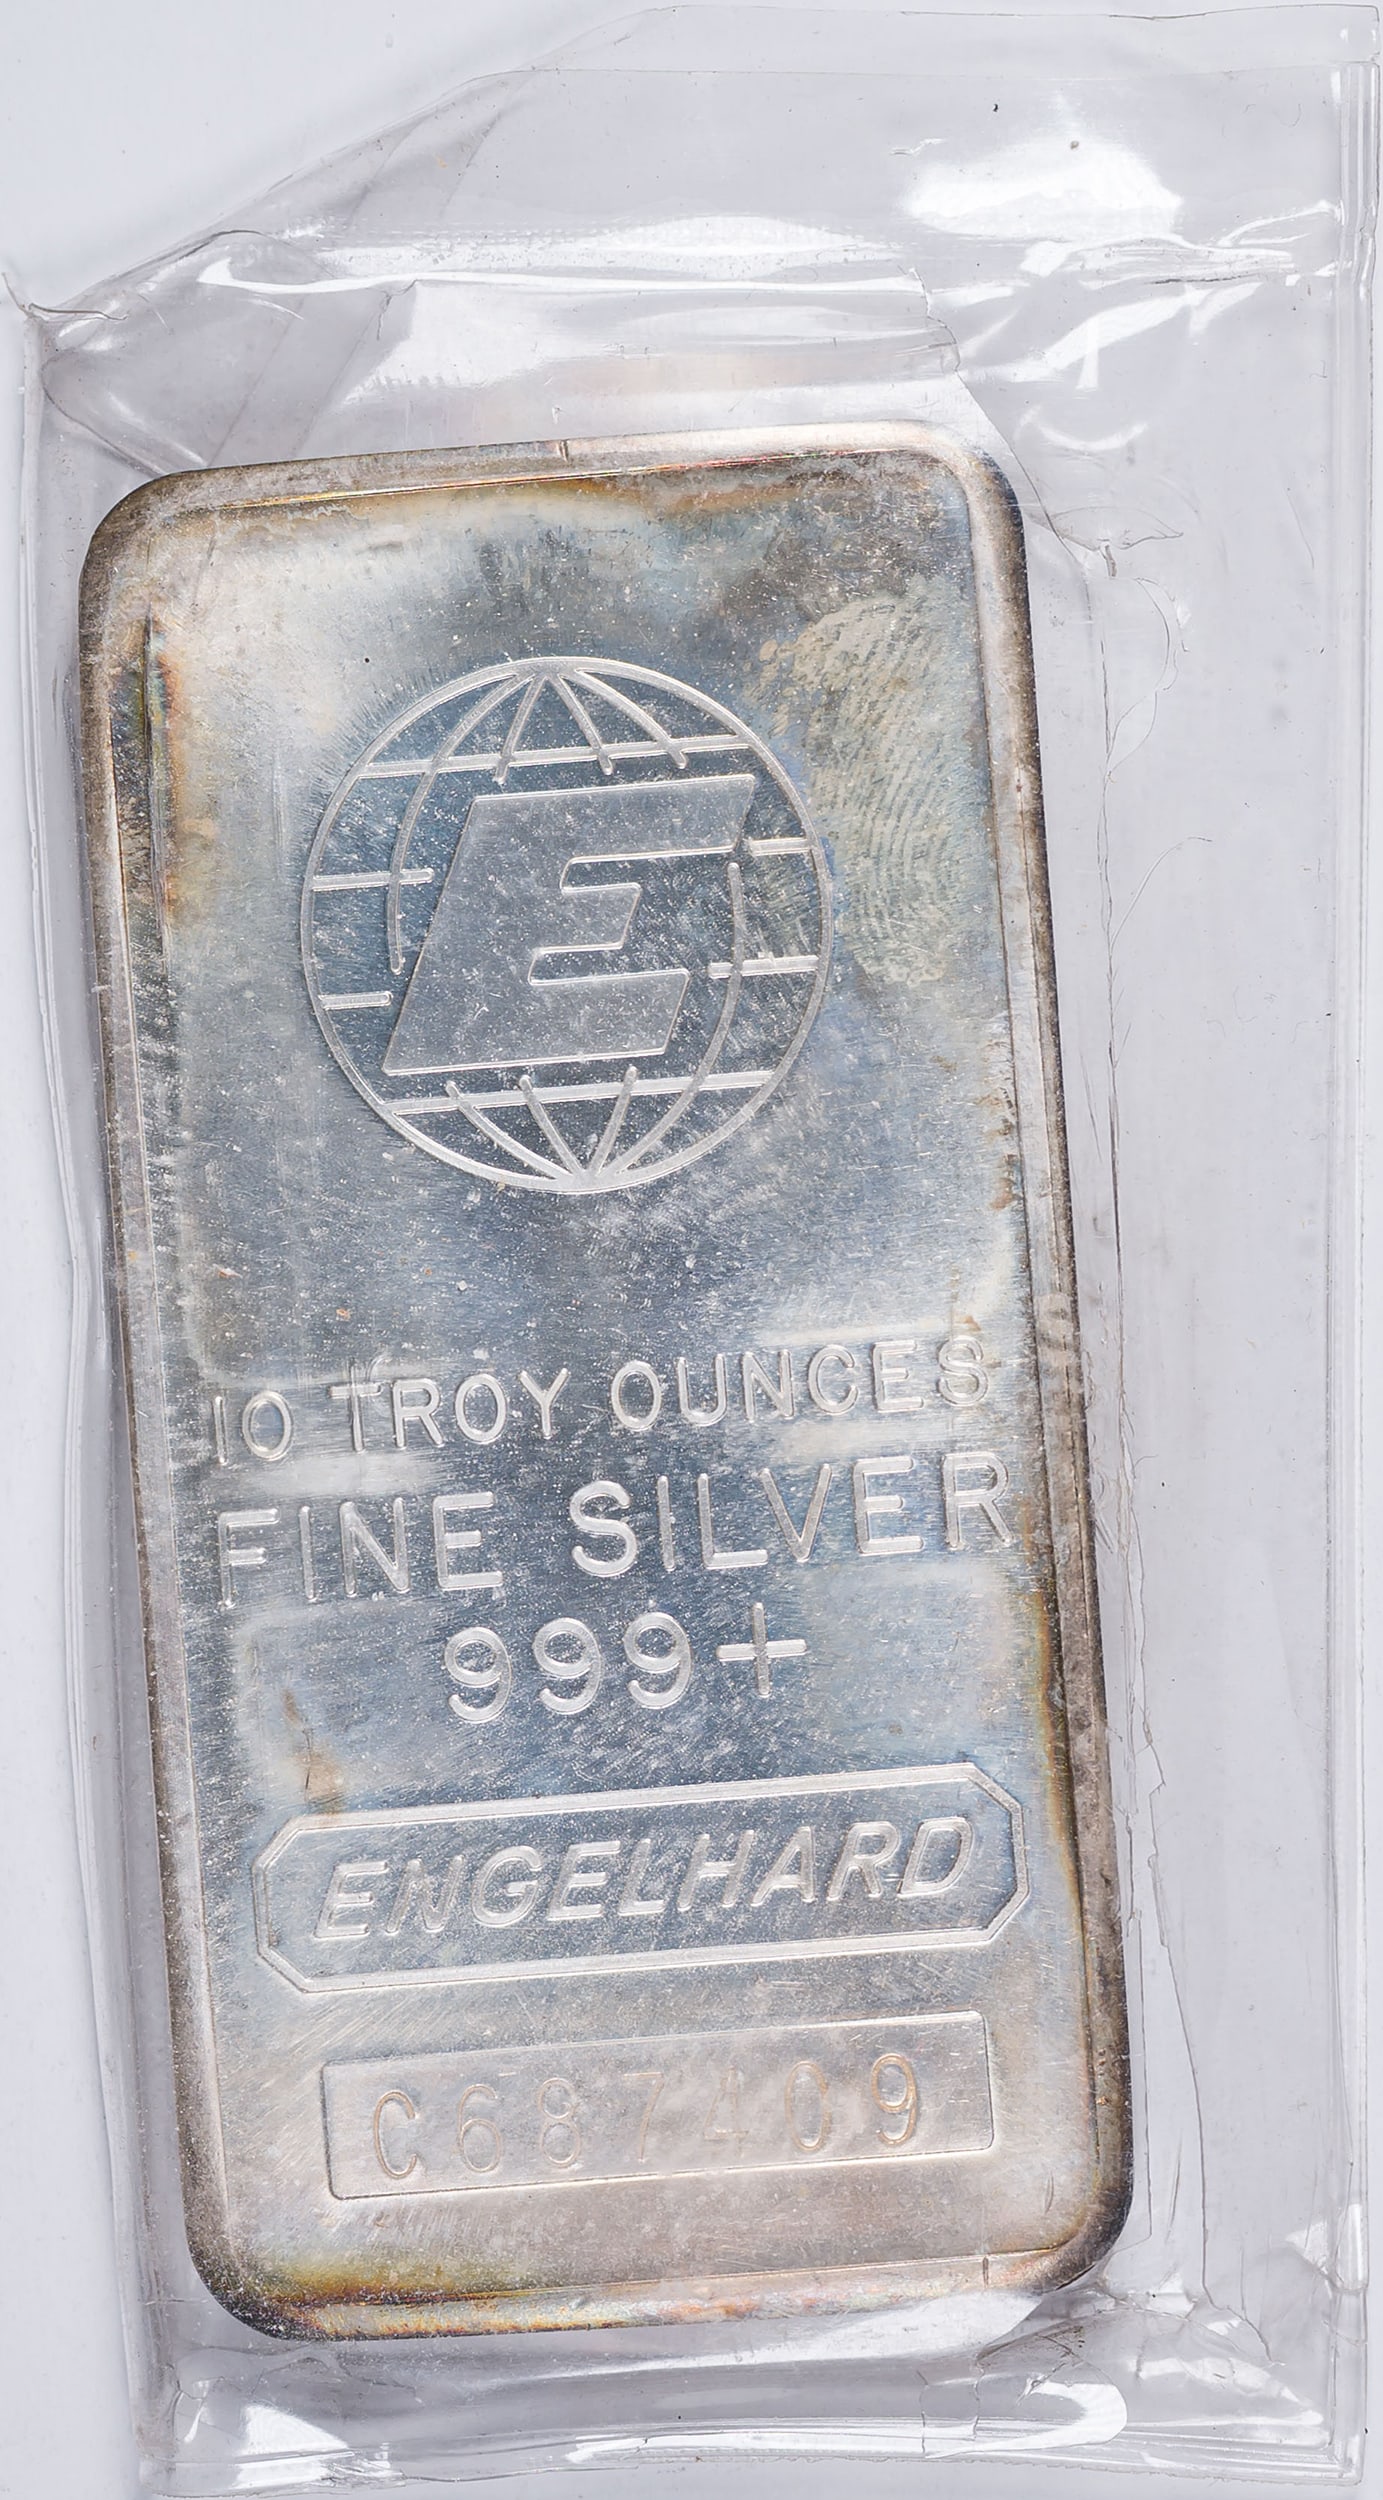 E
10 TROY OUNCES
FINE SILVER
999+
ENGELHARD
C687409